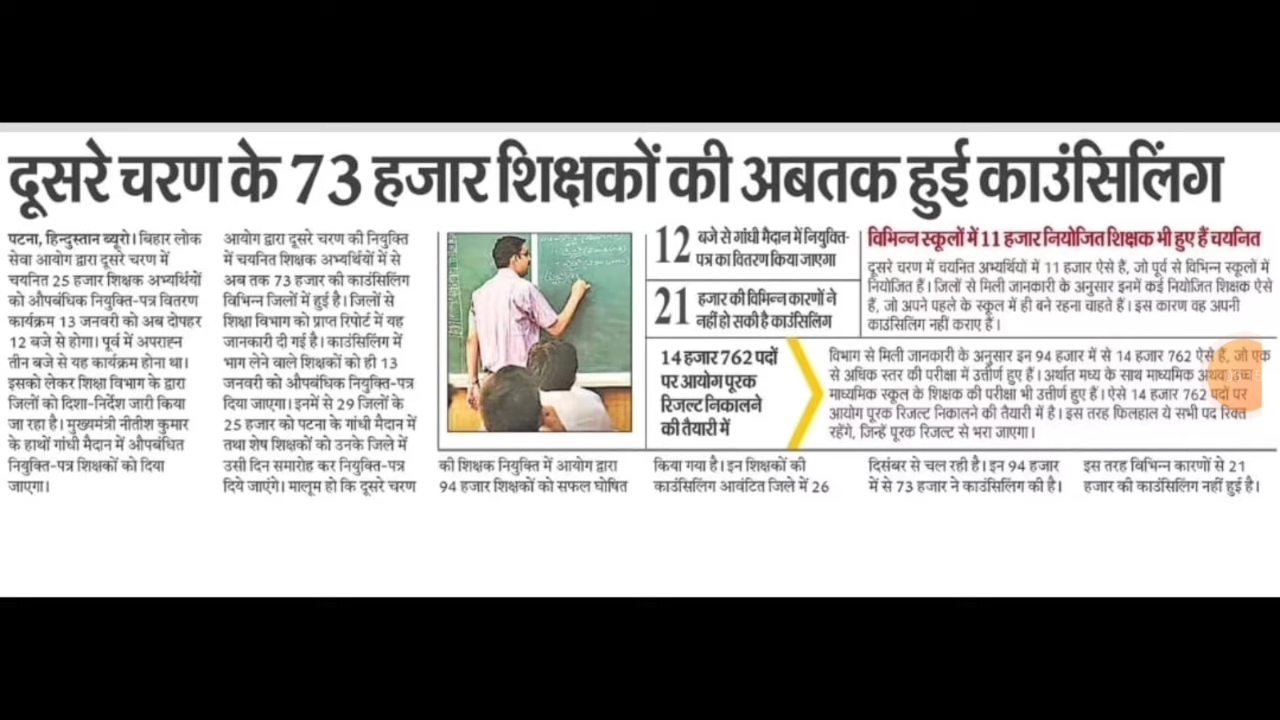 दूसरे चरण के 73 हजार शिक्षकों की अबतक हुई काउंसिलिंग
पटना, हिन्दुस्तान ब्यूरो। बिहार लोक
सेवा आयोग द्वारा दूसरे चरण में
चयनित 25 हजार शिक्षक अभ्यर्थियों
को औपबंधिक नियुक्ति-पत्र वितरण
कार्यक्रम 13 जनवरी को अब दोपहर
12 बजे से होगा। पूर्व में अपराह्न
तीन बजे से यह कार्यक्रम होना था।
इसको लेकर शिक्षा विभाग के द्वारा
जिलों को दिशा-निर्देश जारी किया
जा रहा है। मुख्यमंत्री नीतीश कुमार
के हाथों गांधी मैदान में औपबंधित
नियुक्ति-पत्र शिक्षकों को दिया
जाएगा।
आयोग द्वारा दूसरे चरण की नियुक्ति
में चयनित शिक्षक अभ्यर्थियों में से
अब तक 73 हजार की काउंसिलिंग
विभिन्न जिलों में हुई है। जिलों से
शिक्षा विभाग को प्राप्त रिपोर्ट में यह
जानकारी दी गई है। काउंसिलिंग में
भाग लेने वाले शिक्षकों को ही 13
जनवरी को औपबंधिक नियुक्ति-पत्र
दिया जाएगा। इनमें से 29 जिलों के
25 हजार को पटना के गांधी मैदान में
तथा शेष शिक्षकों को उनके जिले में
उसी दिन समारोह कर नियुक्ति-पत्र
दिये जाएंगे। मालूम हो कि दूसरे चरण
12 बजे से गांधी मैदान में नियुक्ति-
पत्र का वितरण किया जाएगा
21 हजार की विभिन्न कारणों ने
नहीं हो सकी है काउंसिलिंग
विभिन्न स्कूलों में 11 हजार नियोजित शिक्षक भी हुए हैं चयनित
दूसरे चरण में चयनित अभ्यर्थियों में 11 हजार ऐसे हैं, जो पूर्व से विभिन्न स्कूलों में
नियोजित हैं। जिलों से मिली जानकारी के अनुसार इनमें कई नियोजित शिक्षक ऐसे
हैं, जो अपने पहले के स्कूल में ही बने रहना चाहते हैं। इस कारण वह अपनी
काउंसिलिंग नहीं कराए हैं।
14 हजार 762 पदों
पर आयोग पूरक
रिजल्ट निकालने
की तैयारी में
विभाग से मिली जानकारी के अनुसार इन 94 हजार में से 14 हजार 762 ऐसे हैं, जो एक
से अधिक स्तर की परीक्षा में उत्तीर्ण हुए हैं। अर्थात मध्य के साथ माध्यमिक अथवा उच्च
माध्यमिक स्कूल के शिक्षक की परीक्षा भी उत्तीर्ण हुए हैं। ऐसे 14 हजार 762 पदों पर
आयोग पूरक रिजल्ट निकालने की तैयारी में है। इस तरह फिलहाल ये सभी पद रिक्त
रहेंगे, जिन्हें पूरक रिजल्ट से भरा जाएगा।
की शिक्षक नियुक्ति में आयोग द्वारा
94 हजार शिक्षकों को सफल घोषित
किया गया है। इन शिक्षकों की
काउंसिलिंग आवंटित जिले में 26
दिसंबर से चल रही है। इन 94 हजार
में से 73 हजार ने काउंसिलिंग की है।
इस तरह विभिन्न कारणों से 21
हजार की काउंसिलिंग नहीं हुई है।